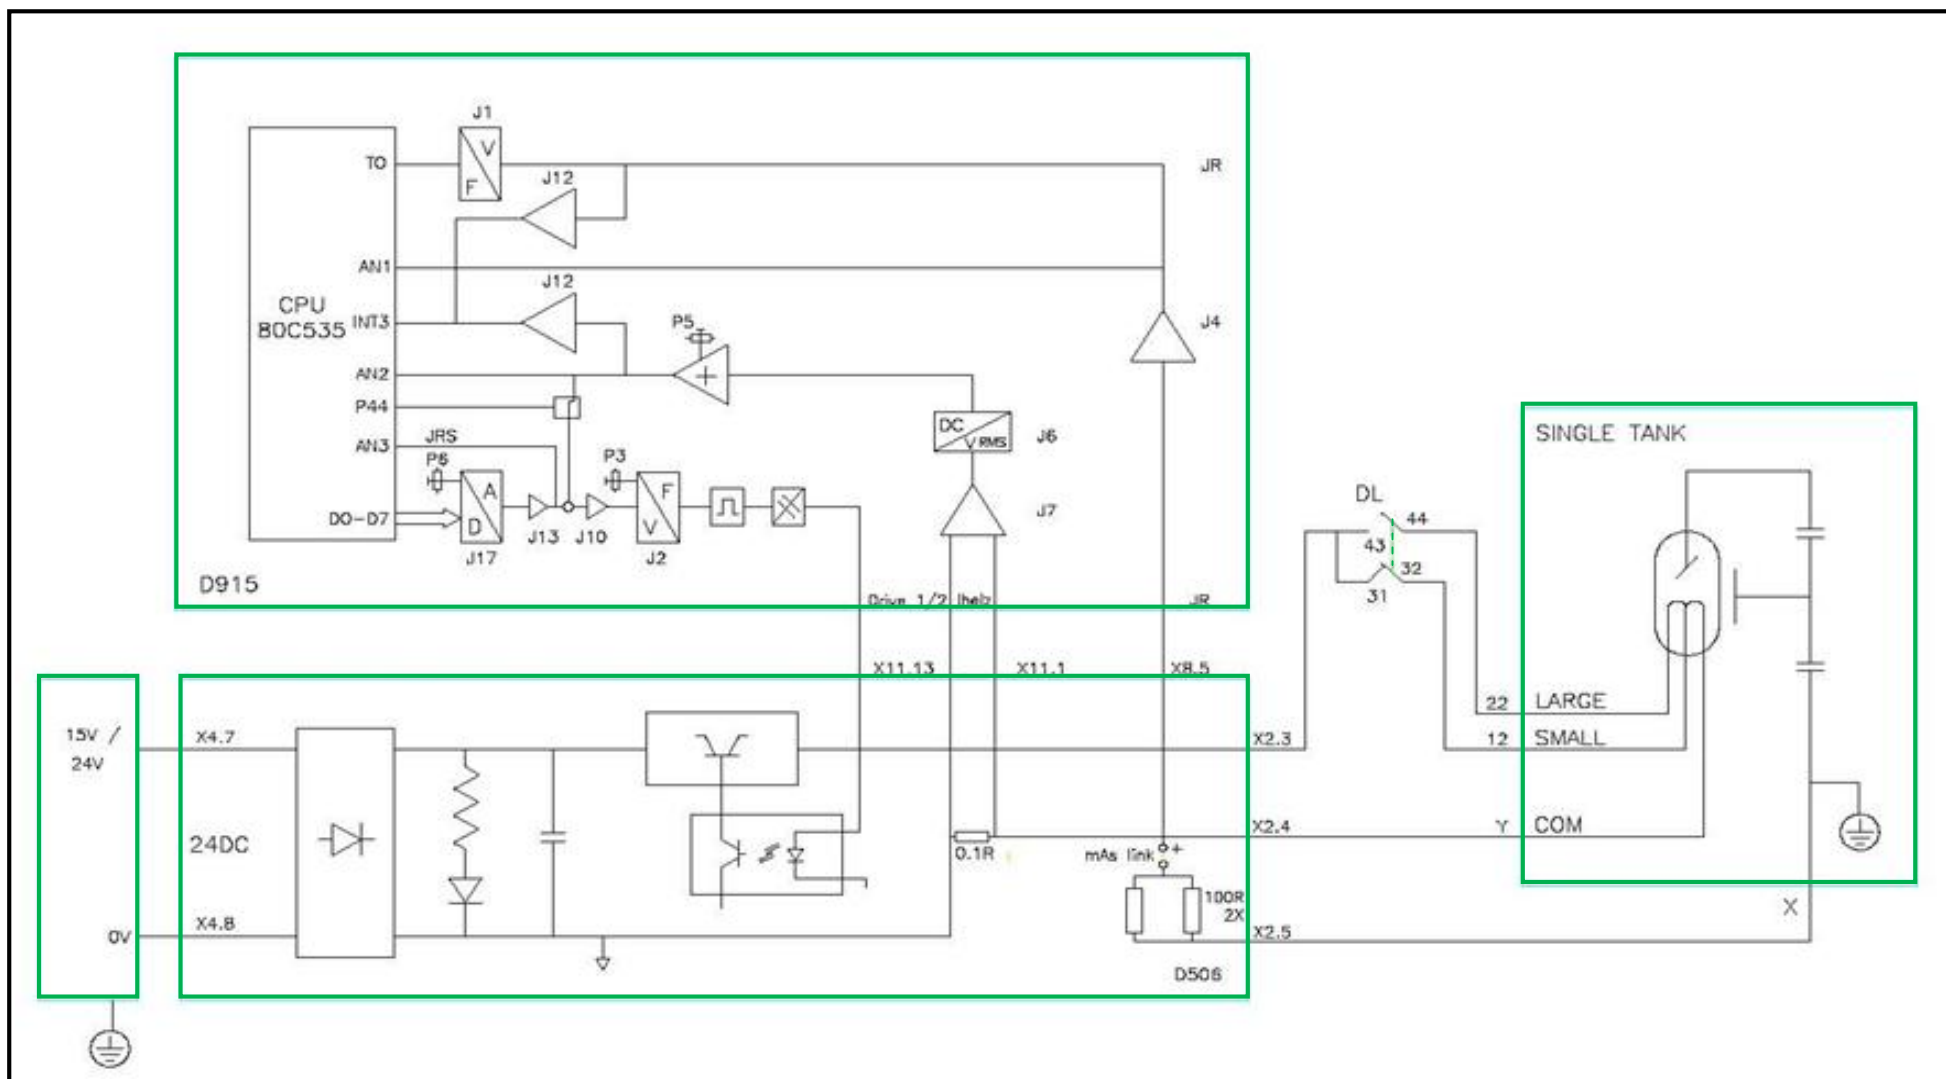 J1
V
F
TO
JR
J12
AN1
J12
CPU
80C535
INT3
P5
J4
+
AN2
P44
DC
V RMS
J6
AN3
JRS
P6
P3
A
D
F
V
J7
DO-D7
J13
J10
J17
J2
D915
Drive 1/2
JR
X11.13
X11.1
X8.5
SINGLE TANK
DL
44
43
32
31
22
LARGE
12
SMALL
Y
COM
X
15V /
24V
X4.7
24DC
0V
X4.8
X2.3
X2.4
0.1R
mAs link
+
100R
2X
X2.5
D506